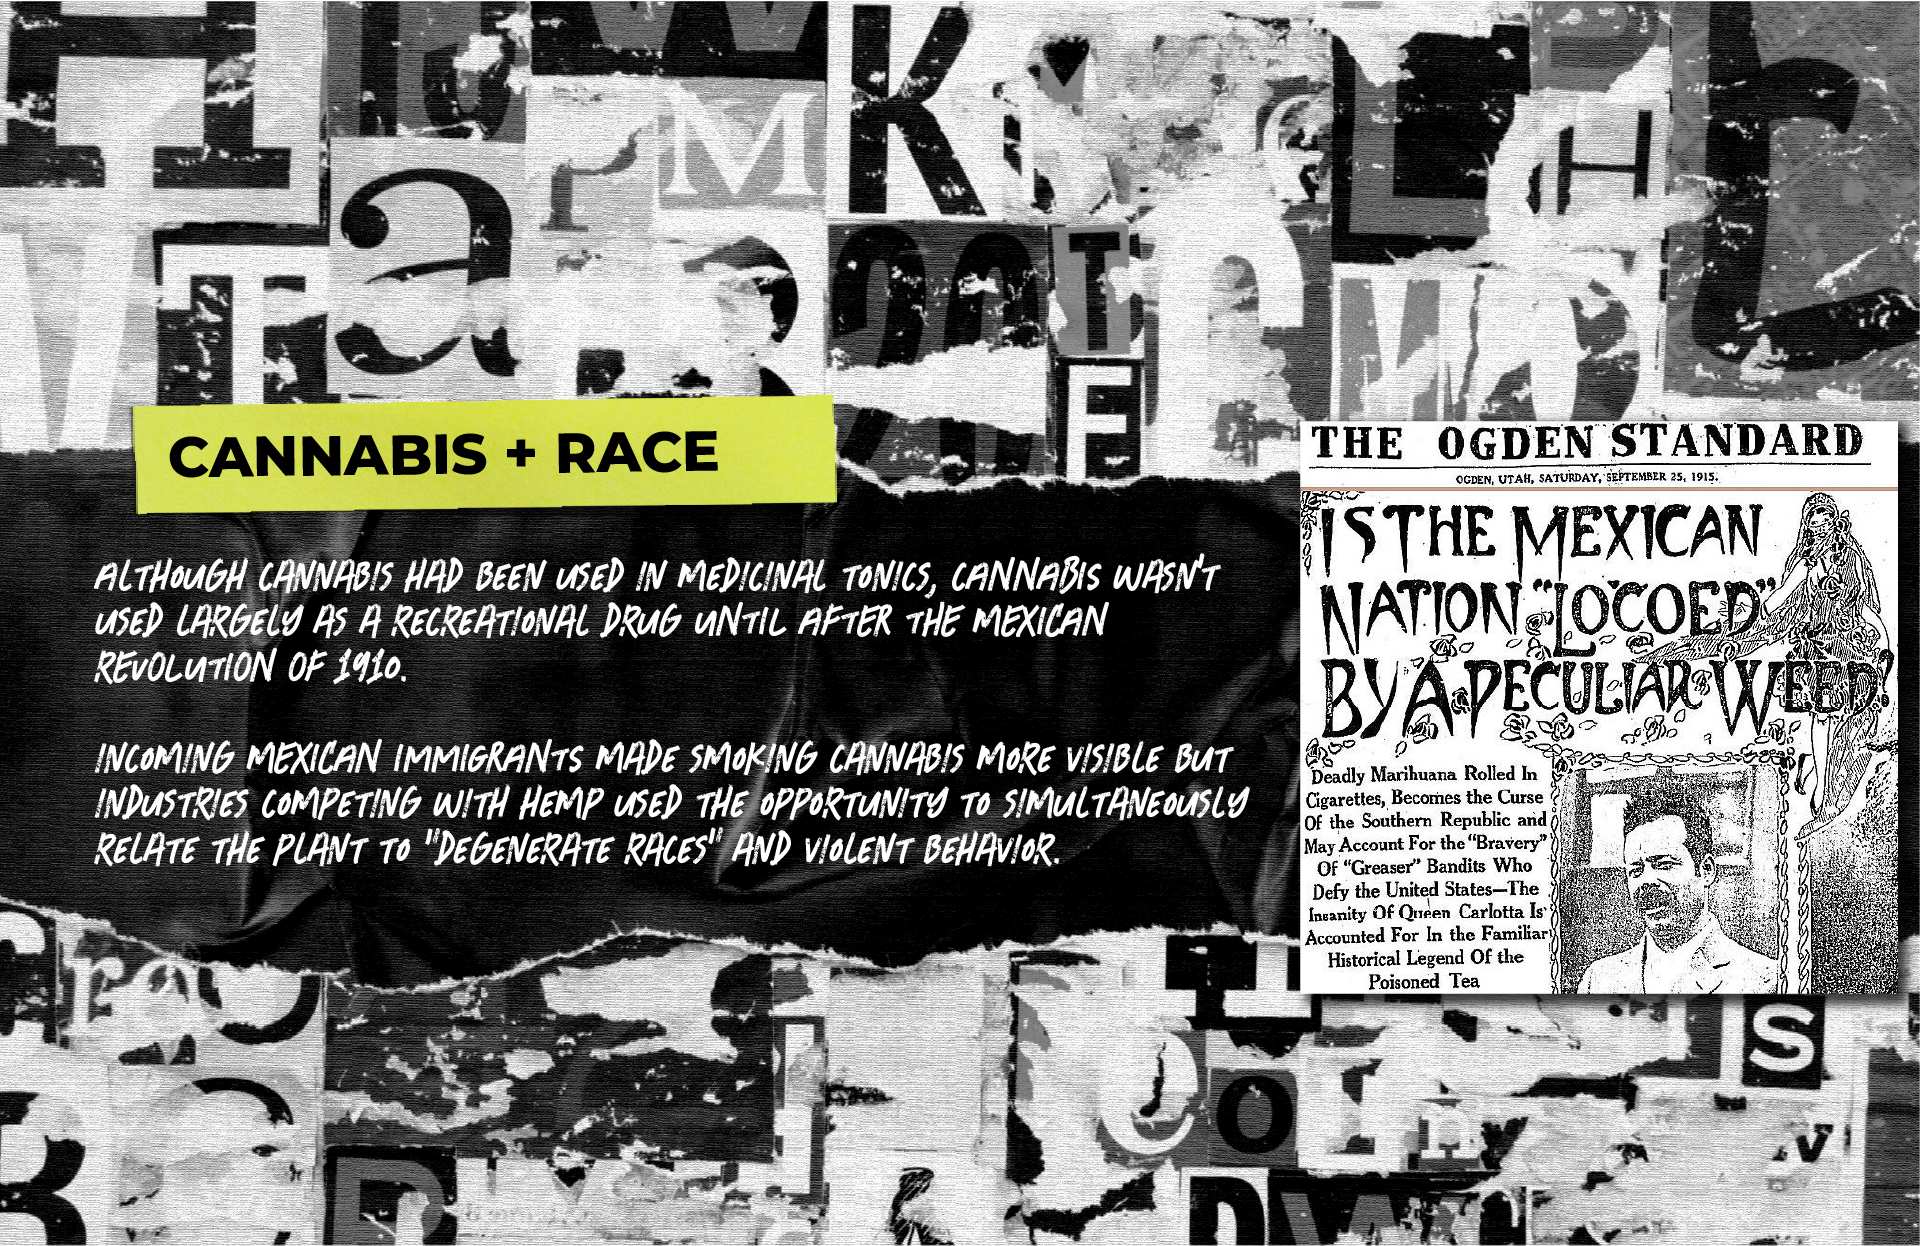 CANNABIS + RACE
ALTHOUGH CANNABIS HAD BEEN USED IN MEDICINAL TONICS, CANNABIS WASN'T
USED LARGELY AS A RECREATIONAL DRUG UNTIL AFTER THE MEXICAN
REVOLUTION OF 1910.
INCOMING MEXICAN IMMIGRANTS MADE SMOKING CANNABIS MORE VISIBLE BUT
INDUSTRIES COMPETING WITH HEMP USED THE OPPORTUNITY TO SIMULTANEOUSLY
RELATE THE PLANT TO "DEGENERATE RACES" AND VIOLENT BEHAVIOR.
THE OGDEN STANDARD
OGDEN, UTAH, SATURDAY, SEPTEMBER 25, 1915.
IS THE MEXICAN
NATION "LOCOED"
BY A PECULIAR WEED?
Deadly Marihuana Rolled In
Cigarettes, Becomes the Curse
Of the Southern Republic and
May Account For the "Bravery"
Of "Greaser" Bandits Who
Defy the United States—The
Insanity Of Queen Carlotta Is
Accounted For In the Familiar
Historical Legend Of the
Poisoned Tea